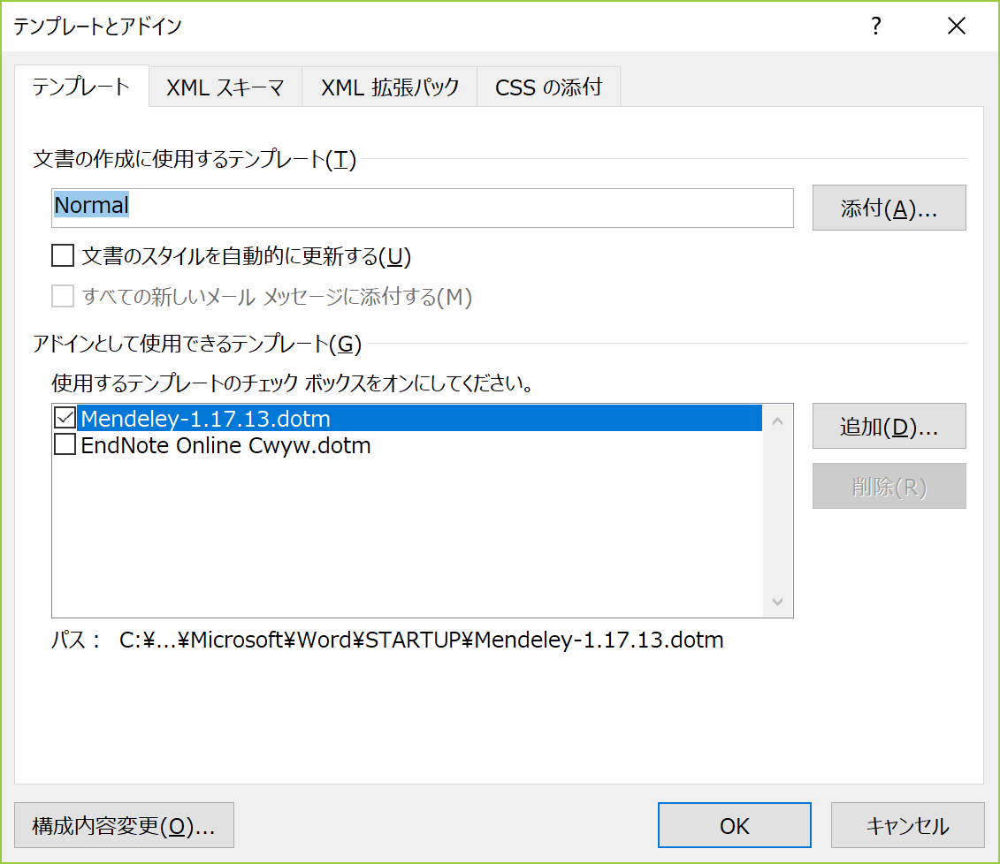 テンプレートとアドイン ?
テンプレート XML スキーマ XML 拡張パック CSS の添付
文書の作成に使用するテンプレート(T)
Normal 添付(A)...
文書のスタイルを自動的に更新する(U)
すべての新しいメール メッセージに添付する(M)
アドインとして使用できるテンプレート(G)
使用するテンプレートのチェック ボックスをオンにしてください。
Mendeley-1.17.13.dotm 追加(D)...
EndNote Online Cwyw.dotm
削除(R)
パス： C:¥...¥Microsoft¥Word¥STARTUP¥Mendeley-1.17.13.dotm
構成内容変更(O)... OK キャンセル